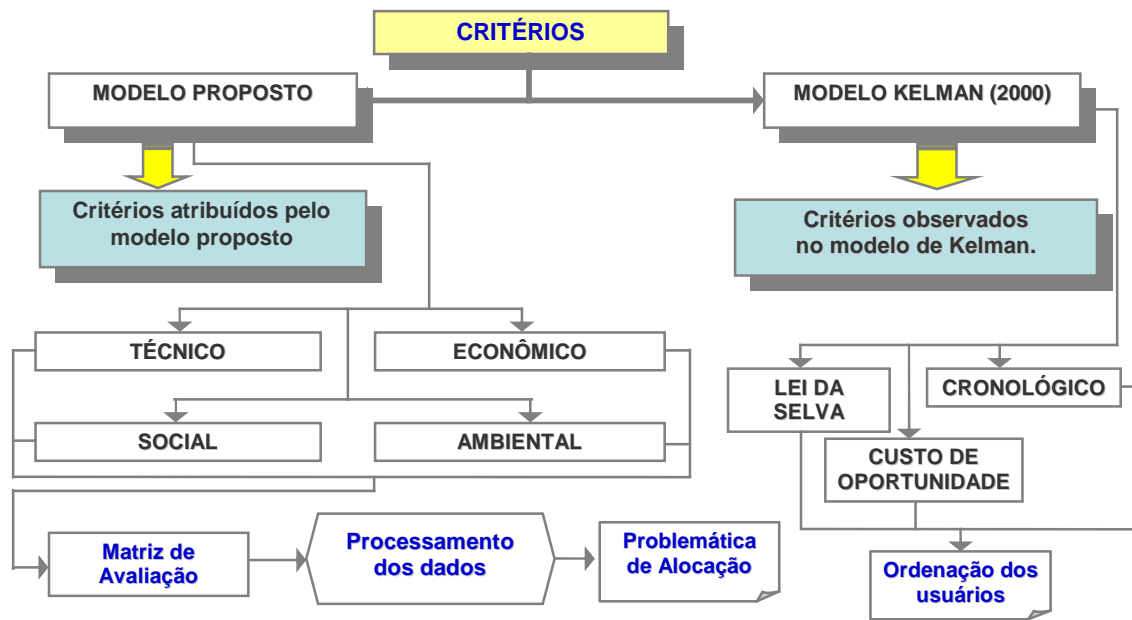 CRITÉRIOS
MODELO PROPOSTO
MODELO KELMAN (2000)
Critérios atribuídos pelo
modelo proposto
Critérios observados
no modelo de Kelman.
TÉCNICO
ECONÔMICO
SOCIAL
AMBIENTAL
LEI DA
SELVA
CRONOLÓGICO
CUSTO DE
OPORTUNIDADE
Matriz de
Avaliação
Processamento
dos dados
Problemática
de Alocação
Ordenação dos
usuários